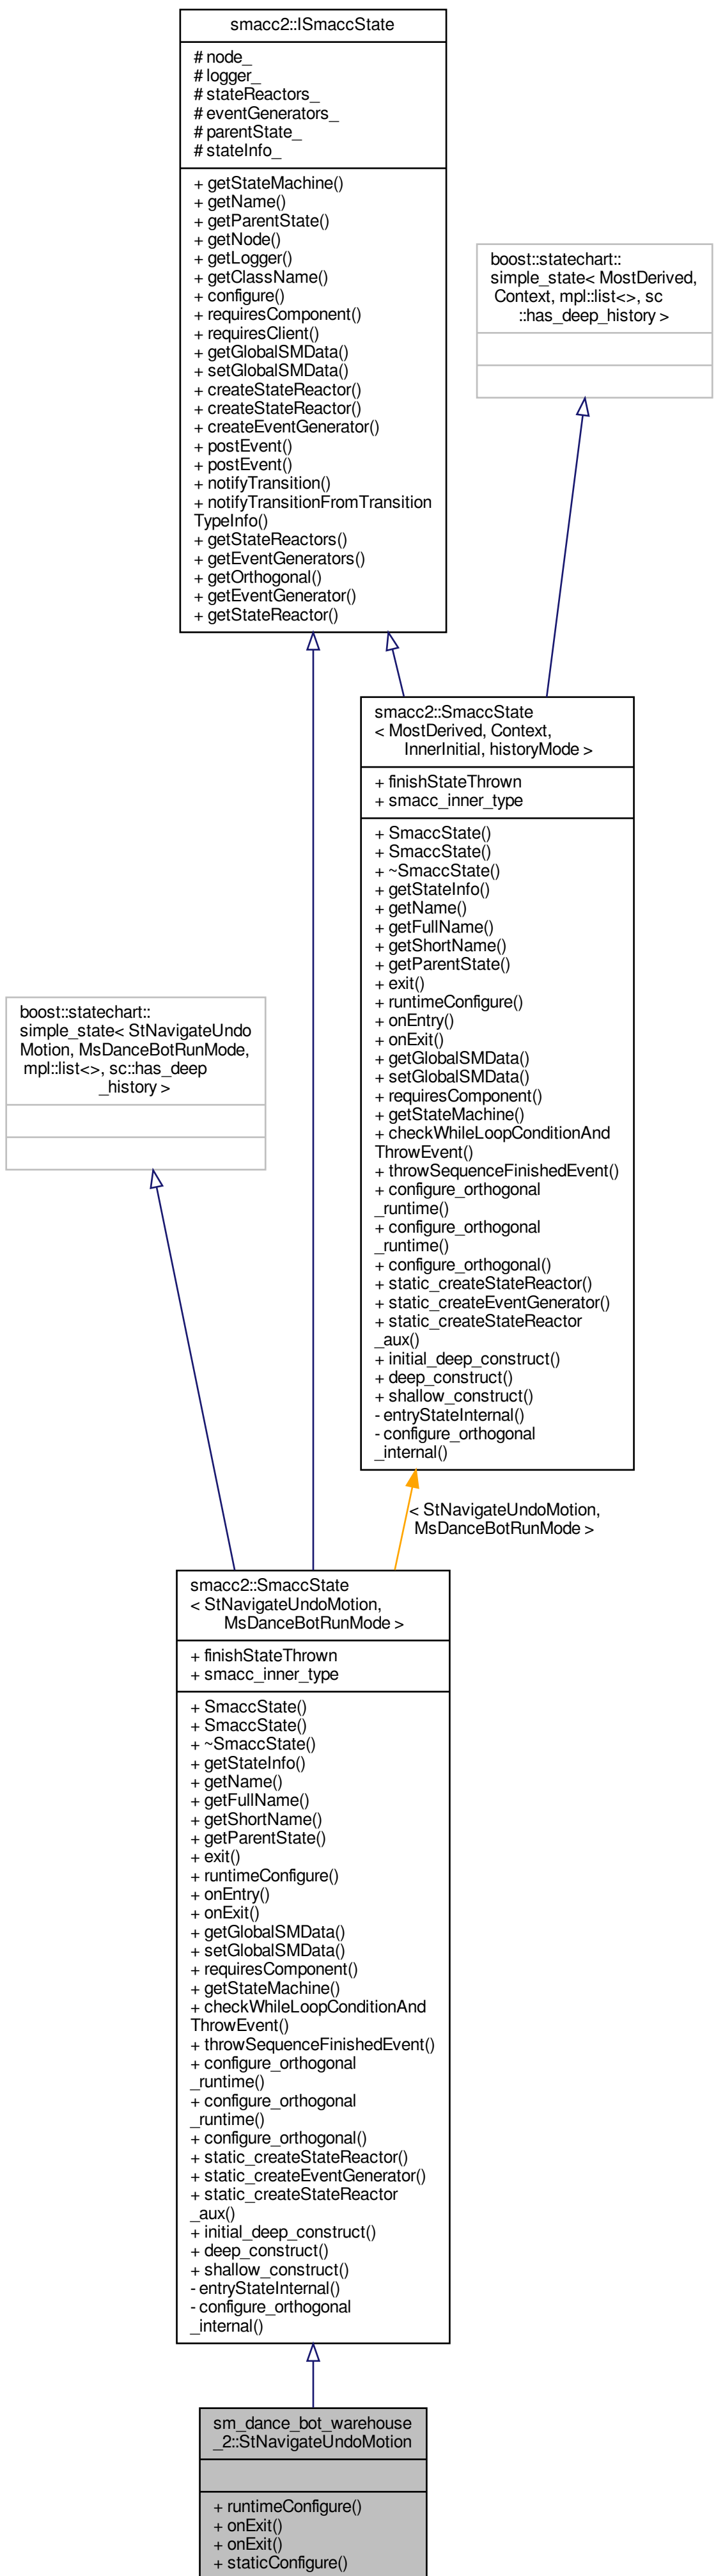 smacc2::ISmaccState
# node_
# logger_
# stateReactors_
# eventGenerators_
# parentState_
# stateInfo_
+ getStateMachine()
+ getName()
+ getParentState()
+ getNode()
+ getLogger()
+ getClassName()
+ configure()
+ requiresComponent()
+ requiresClient()
+ getGlobalSMData()
+ setGlobalSMData()
+ createStateReactor()
+ createStateReactor()
+ createEventGenerator()
+ postEvent()
+ postEvent()
+ notifyTransition()
+ notifyTransitionFromTransition
TypeInfo()
+ getStateReactors()
+ getEventGenerators()
+ getOrthogonal()
+ getEventGenerator()
+ getStateReactor()
boost::statechart::
simple_state< MostDerived,
Context, mpl::list<>, sc
::has_deep_history >
smacc2::SmaccState
< MostDerived, Context,
InnerInitial, historyMode >
+ finishStateThrown
+ smacc_inner_type
+ SmaccState()
+ SmaccState()
+ ~SmaccState()
+ getStateInfo()
+ getName()
+ getFullName()
+ getShortName()
+ getParentState()
+ exit()
+ runtimeConfigure()
+ onEntry()
+ onExit()
+ getGlobalSMData()
+ setGlobalSMData()
+ requiresComponent()
+ getStateMachine()
+ checkWhileLoopConditionAnd
ThrowEvent()
+ throwSequenceFinishedEvent()
+ configure_orthogonal
_runtime()
+ configure_orthogonal
_runtime()
+ configure_orthogonal()
+ static_createStateReactor()
+ static_createEventGenerator()
+ static_createStateReactor
_aux()
+ initial_deep_construct()
+ deep_construct()
+ shallow_construct()
- entryStateInternal()
- configure_orthogonal
_internal()
boost::statechart::
simple_state< StNavigateUndo
Motion, MsDanceBotRunMode,
mpl::list<>, sc::has_deep
_history >
< StNavigateUndoMotion,
MsDanceBotRunMode >
smacc2::SmaccState
< StNavigateUndoMotion,
MsDanceBotRunMode >
+ finishStateThrown
+ smacc_inner_type
+ SmaccState()
+ SmaccState()
+ ~SmaccState()
+ getStateInfo()
+ getName()
+ getFullName()
+ getShortName()
+ getParentState()
+ exit()
+ runtimeConfigure()
+ onEntry()
+ onExit()
+ getGlobalSMData()
+ setGlobalSMData()
+ requiresComponent()
+ getStateMachine()
+ checkWhileLoopConditionAnd
ThrowEvent()
+ throwSequenceFinishedEvent()
+ configure_orthogonal
_runtime()
+ configure_orthogonal
_runtime()
+ configure_orthogonal()
+ static_createStateReactor()
+ static_createEventGenerator()
+ static_createStateReactor
_aux()
+ initial_deep_construct()
+ deep_construct()
+ shallow_construct()
- entryStateInternal()
- configure_orthogonal
_internal()
sm_dance_bot_warehouse
_2::StNavigateUndoMotion
+ runtimeConfigure()
+ onExit()
+ onExit()
+ staticConfigure()